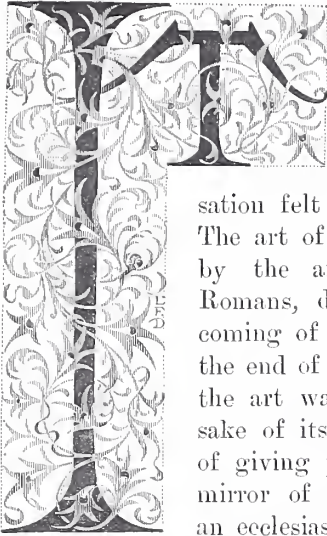 IT
sation felt
The art of
by the a
Romans, d
coming of
the end of
the art wa
sake of its
of giving
mirror of
an ecclesias